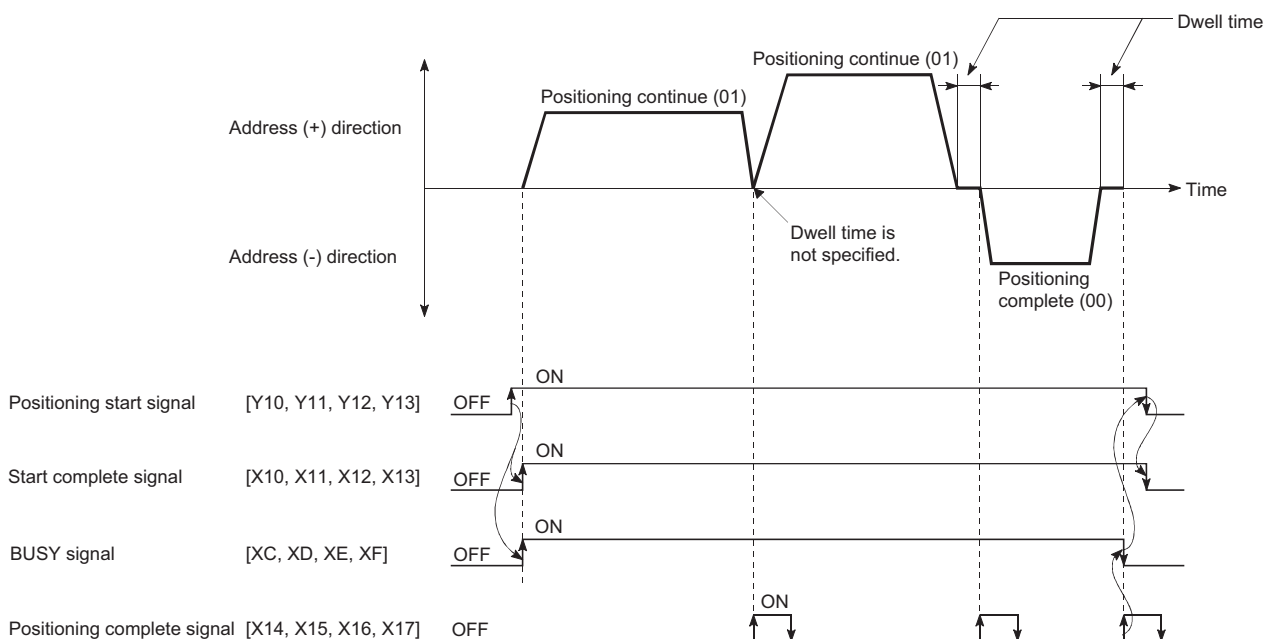 Dwell time
Positioning continue (01)
Positioning continue (01)
Address (+) direction
Time
Dwell time is
not specified.
Address (-) direction
Positioning
complete (00)
ON
Positioning start signal [Y10, Y11, Y12, Y13] OFF
ON
Start complete signal [X10, X11, X12, X13] OFF
ON
BUSY signal [XC, XD, XE, XF] OFF
ON
Positioning complete signal [X14, X15, X16, X17] OFF